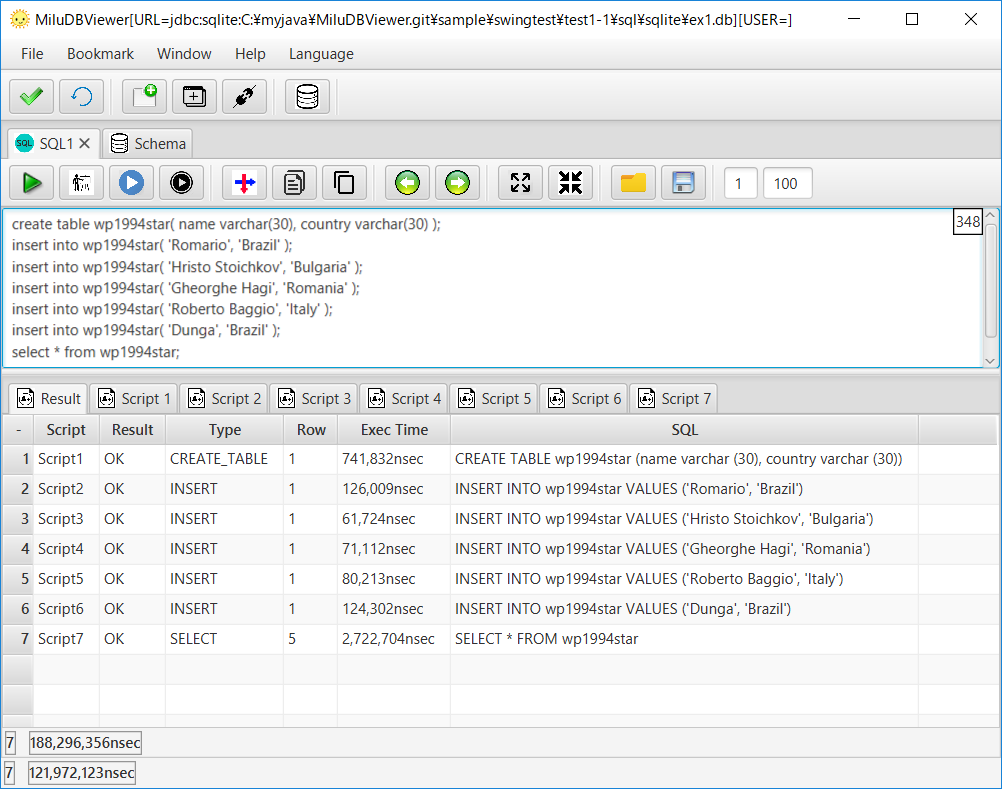 MiluDBViewer[URL=jdbc:sqlite:C:¥myjava¥MiluDBViewer.git¥sample¥swingtest¥test1-1¥sql¥sqlite¥ex1.db][USER=]
File Bookmark Window Help Language
SQL SQL1 Schema
1 100
create table wp1994star( name varchar(30), country varchar(30) );
348
insert into wp1994star( 'Romario', 'Brazil' );
insert into wp1994star( 'Hristo Stoichkov', 'Bulgaria' );
insert into wp1994star( 'Gheorghe Hagi', 'Romania' );
insert into wp1994star( 'Roberto Baggio', 'Italy' );
insert into wp1994star( 'Dunga', 'Brazil' );
select * from wp1994star;
Result Script 1 Script 2 Script 3 Script 4 Script 5 Script 6 Script 7
- Script Result Type Row Exec Time SQL
1 Script1 OK CREATE_TABLE 1 741,832nsec CREATE TABLE wp1994star (name varchar (30), country varchar (30))
2 Script2 OK INSERT 1 126,009nsec INSERT INTO wp1994star VALUES ('Romario', 'Brazil')
3 Script3 OK INSERT 1 61,724nsec INSERT INTO wp1994star VALUES ('Hristo Stoichkov', 'Bulgaria')
4 Script4 OK INSERT 1 71,112nsec INSERT INTO wp1994star VALUES ('Gheorghe Hagi', 'Romania')
5 Script5 OK INSERT 1 80,213nsec INSERT INTO wp1994star VALUES ('Roberto Baggio', 'Italy')
6 Script6 OK INSERT 1 124,302nsec INSERT INTO wp1994star VALUES ('Dunga', 'Brazil')
7 Script7 OK SELECT 5 2,722,704nsec SELECT * FROM wp1994star
7 188,296,356nsec
7 121,972,123nsec